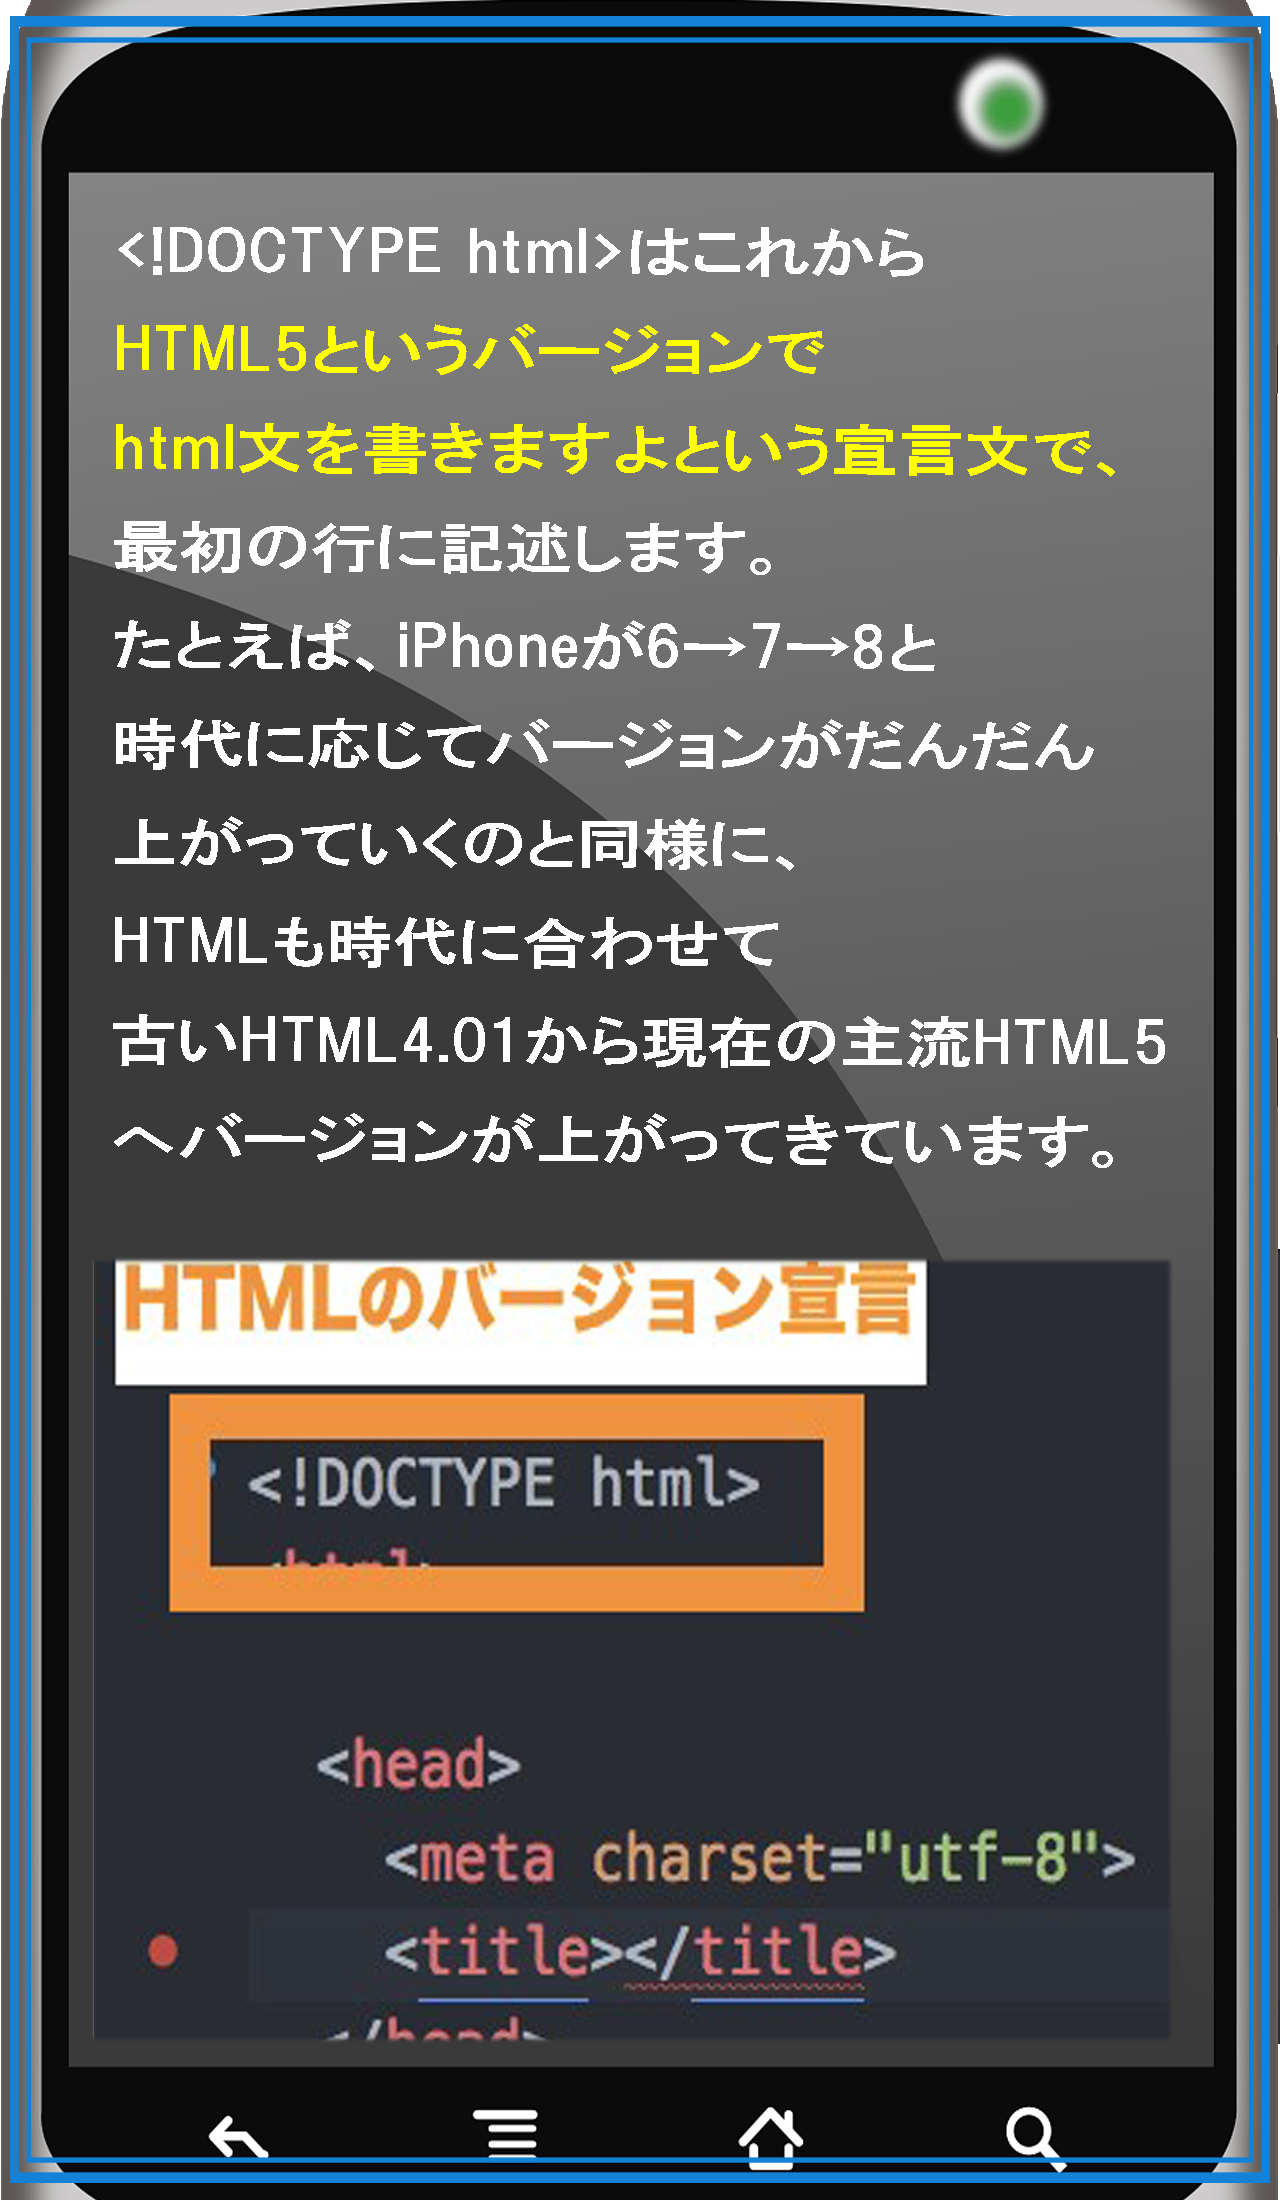 <!DOCTYPE html>はこれから
HTML5というバージョンで
html文を書きますよという宣言文で、
最初の行に記述します。
たとえば、iPhoneが6→7→8と
時代に応じてバージョンがだんだん
上がっていくのと同様に、
HTMLも時代に合わせて
古いHTML4.01から現在の主流HTML5
へバージョンが上がってきています。
HTMLのバージョン宣言
<!DOCTYPE html>
<html>
<head>
<meta charset="utf-8">
<title></title>
</head>